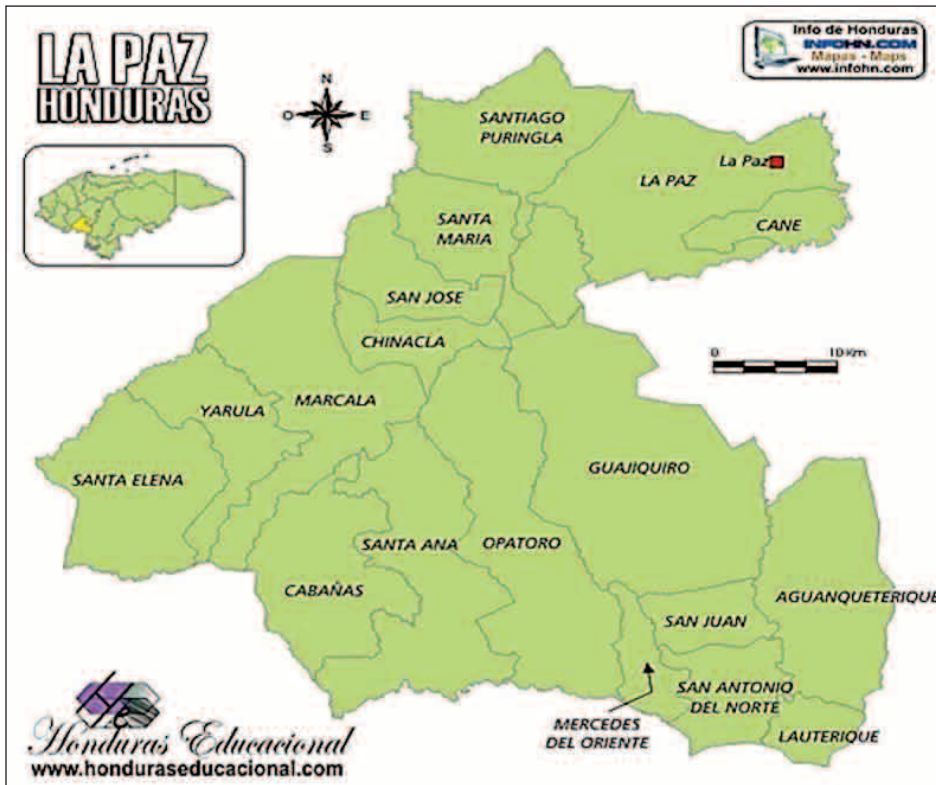 LA PAZ
HONDURAS
Info de Honduras
INFOHN.COM
Mapas - Maps
www.infohn.com
N
O
E
S
SANTIAGO
PURINGLA
La Paz
LA PAZ
CANE
SANTA
MARIA
SAN JOSE
CHINACLA
0
10 Km
MARCALA
YARULA
SANTA ELENA
GUAJIQUIRO
SANTA ANA
OPATORO
CABAÑAS
AGUANQUETERIQUE
SAN JUAN
SAN ANTONIO
DEL NORTE
MERCEDES
DEL ORIENTE
LAUTERIQUE
Honduras Educacional
www.honduraseducacional.com